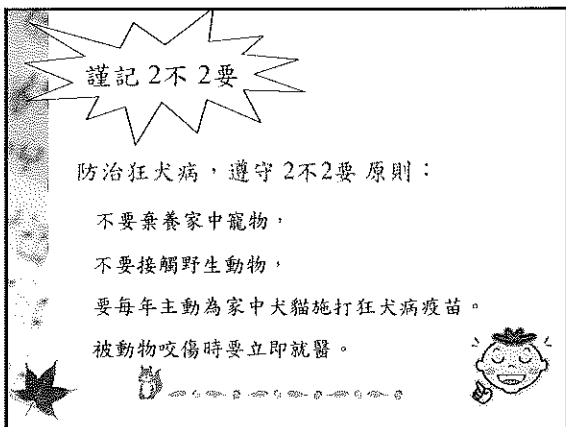 謹記 2不 2要
防治狂犬病，遵守 2不2要 原則：
不要棄養家中寵物，
不要接觸野生動物，
要每年主動為家中犬貓施打狂犬病疫苗。
被動物咬傷時要立即就醫。